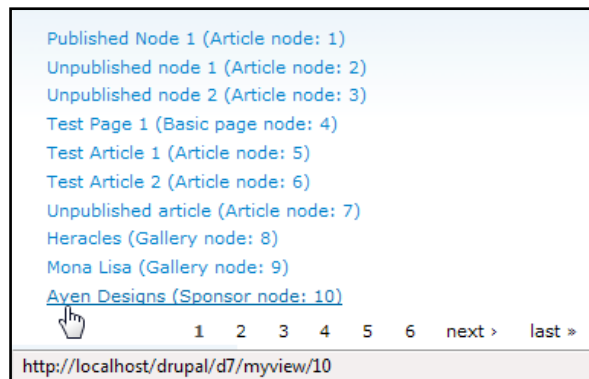 Published Node 1 (Article node: 1)
Unpublished node 1 (Article node: 2)
Unpublished node 2 (Article node: 3)
Test Page 1 (Basic page node: 4)
Test Article 1 (Article node: 5)
Test Article 2 (Article node: 6)
Unpublished article (Article node: 7)
Heracles (Gallery node: 8)
Mona Lisa (Gallery node: 9)
Ayen Designs (Sponsor node: 10)
1 2 3 4 5 6 next › last »
http://localhost/drupal/d7/myview/10